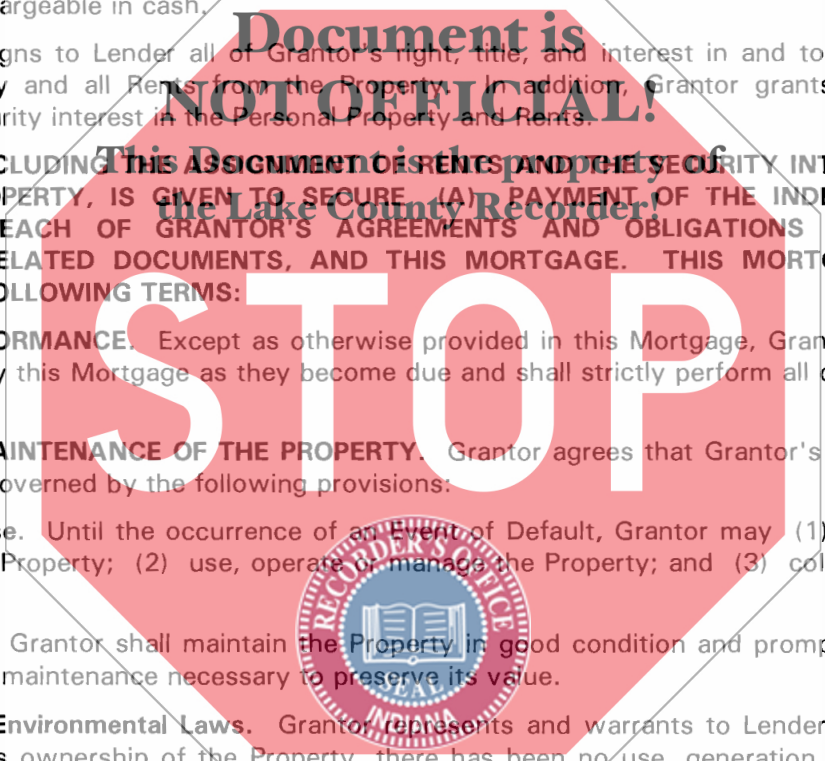 argeable in cash.
Document is
gns to Lender all of Grantor's right, title, and interest in and to
y and all Rents from the Property. In addition, Grantor grants
NOT OFFICIAL!
rity interest in the Personal Property and Rents.
This Document is the property of
CLUDING THE ASSIGNMENT OF RENTS AND THE SECURITY INT
PERTY, IS GIVEN TO SECURE (A) PAYMENT OF THE INDE
the Lake County Recorder!
EACH OF GRANTOR'S AGREEMENTS AND OBLIGATIONS
ELATED DOCUMENTS, AND THIS MORTGAGE. THIS MORT
OLLOWING TERMS:
STOP
ORMANCE. Except as otherwise provided in this Mortgage, Gran
y this Mortgage as they become due and shall strictly perform all
AINTENANCE OF THE PROPERTY. Grantor agrees that Grantor's
overned by the following provisions:
e. Until the occurrence of an Event of Default, Grantor may (1)
Property; (2) use, operate or manage the Property; and (3) col
RECORDER'S OFFICE
Grantor shall maintain the Property in good condition and promp
maintenance necessary to preserve its value.
SEAL
INDIANA
Environmental Laws. Grantor represents and warrants to Lender
s ownership of the Property, there has been no use, generation